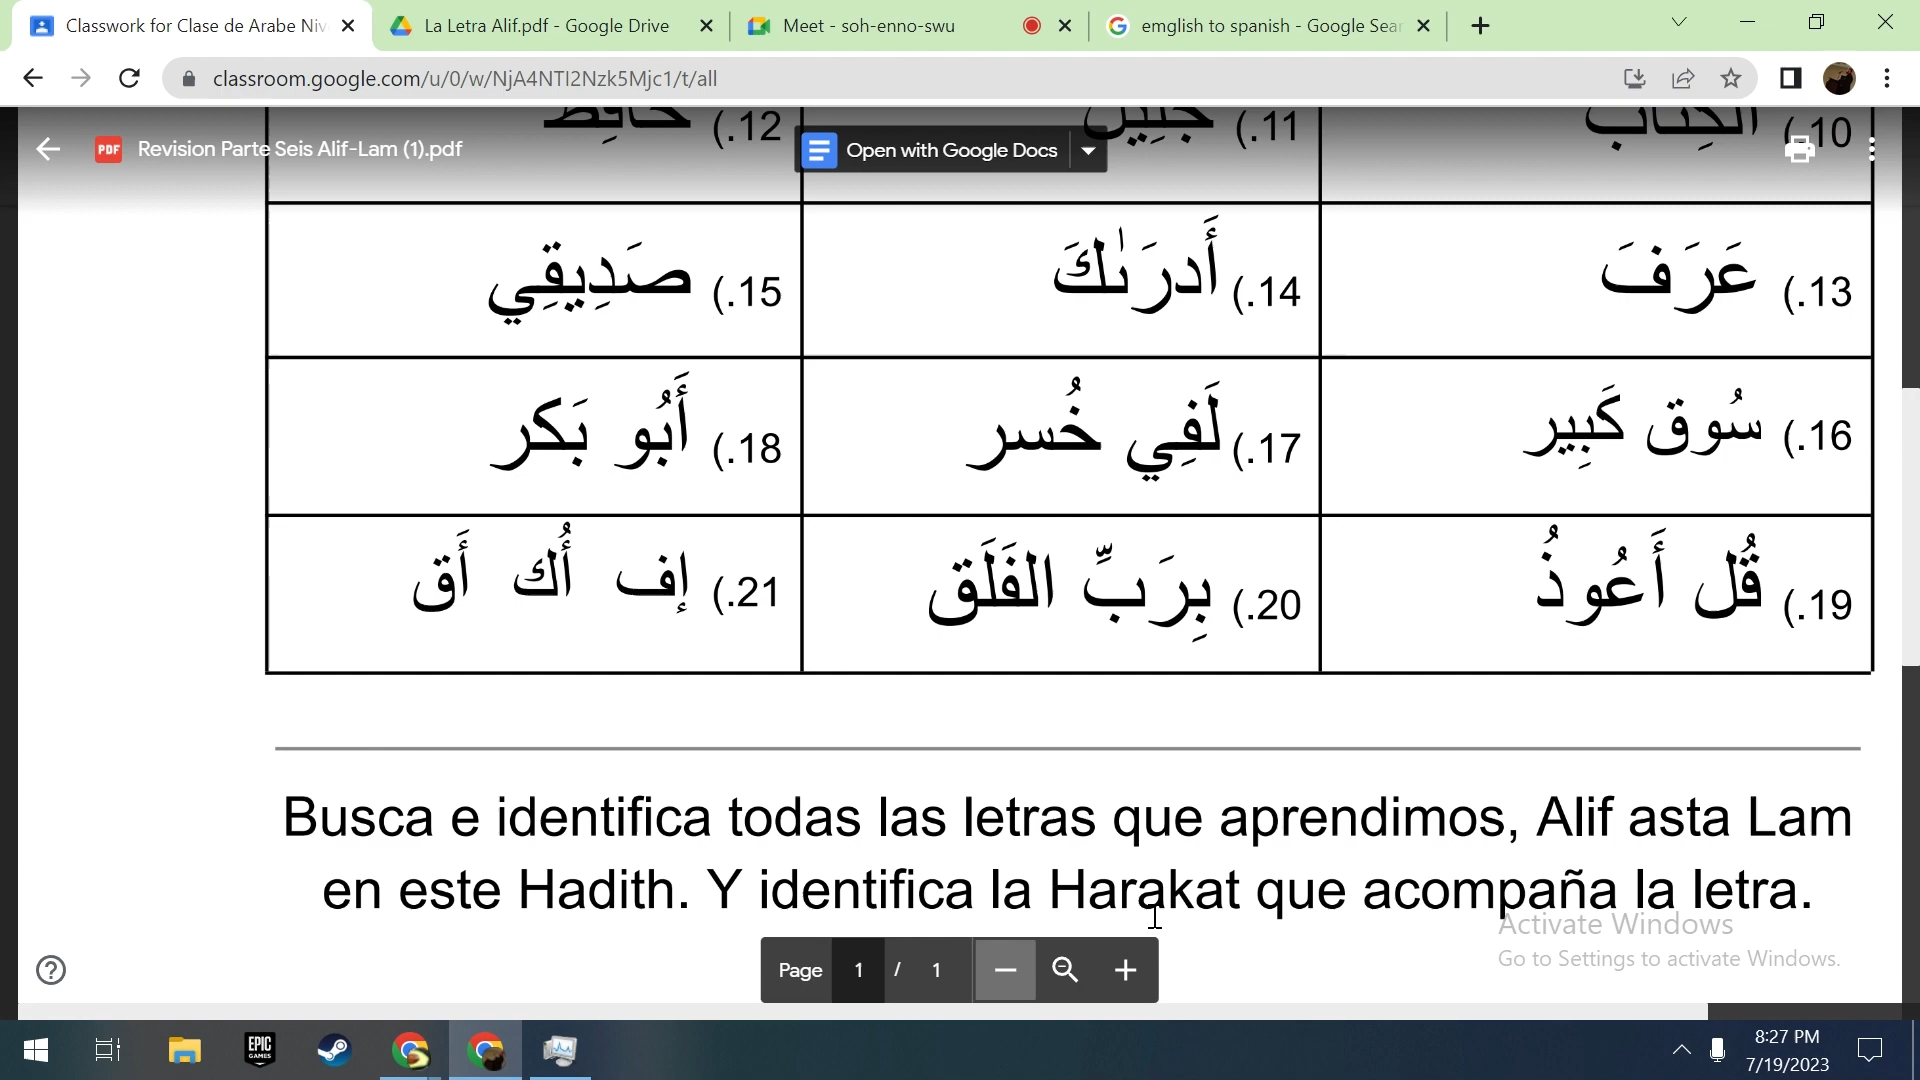 Classwork for Clase de Arabe Niv
La Letra Alif.pdf - Google Drive
Meet - soh-enno-swu
emglish to spanish - Google Sear
classroom.google.com/u/0/w/NjA4NTI2Nzk5Mjc1/t/all
Revision Parte Seis Alif-Lam (1).pdf
Open with Google Docs
10.)
11.)
12.) حَافِظ
13.) عَرَفَ
14.) أَدرَىٰكَ
15.) صَدِيقِي
16.) سُوق كَبِير
17.) لَفِي خُسر
18.) أَبُو بَكر
19.) قُل أَعُوذُ
20.) بِرَبِّ الفَلَق
21.) إف أُك أَق
Busca e identifica todas las letras que aprendimos, Alif asta Lam
en este Hadith. Y identifica la Harakat que acompaña la letra.
Activate Windows
Go to Settings to activate Windows.
Page 1 / 1
EPIC GAMES
8:27 PM
7/19/2023